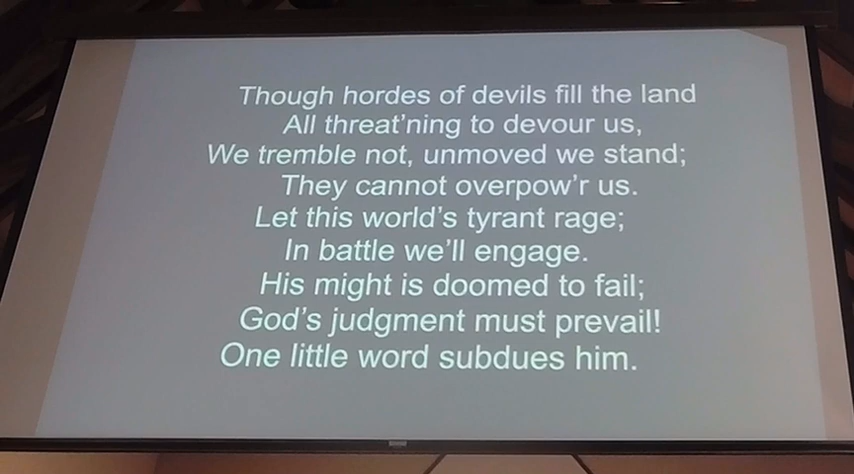 Though hordes of devils fill the land
All threat'ning to devour us,
We tremble not, unmoved we stand;
They cannot overpow'r us.
Let this world's tyrant rage;
In battle we'll engage.
His might is doomed to fail;
God's judgment must prevail!
One little word subdues him.